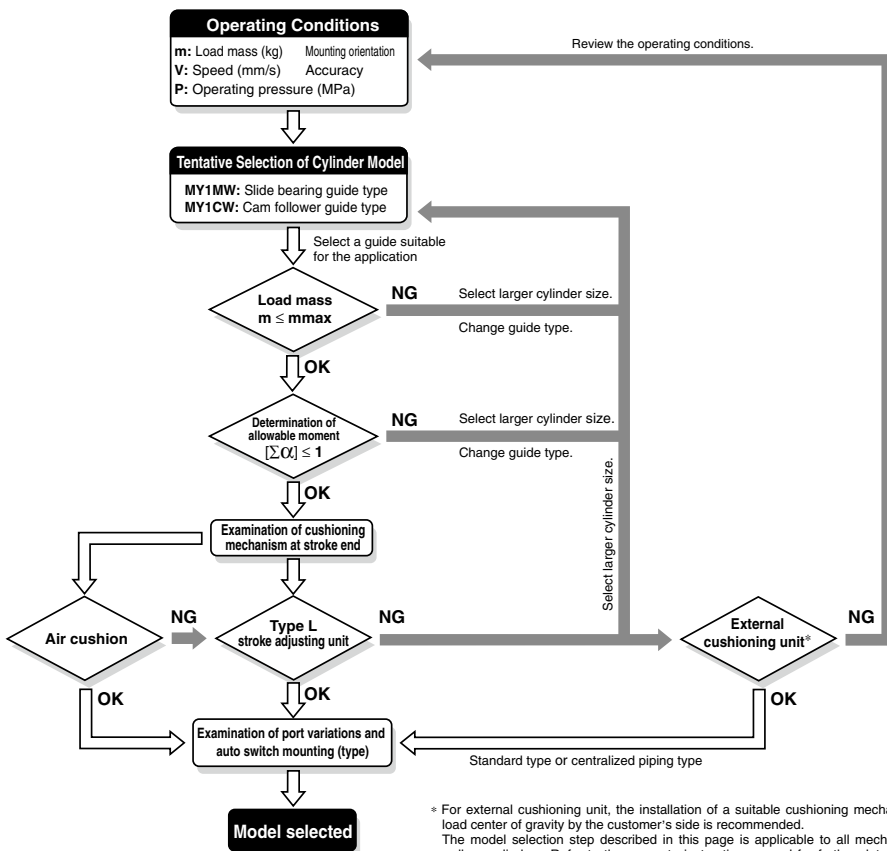 Operating Conditions
m: Load mass (kg) Mounting orientation
V: Speed (mm/s) Accuracy
P: Operating pressure (MPa)
Review the operating conditions.
Tentative Selection of Cylinder Model
MY1MW: Slide bearing guide type
MY1CW: Cam follower guide type
Select a guide suitable
for the application
Load mass
m ≤ mmax
NG
Select larger cylinder size.
Change guide type.
OK
Determination of
allowable moment
[Σα] ≤ 1
NG
Select larger cylinder size.
Change guide type.
OK
Select larger cylinder size.
Examination of cushioning
mechanism at stroke end
Air cushion
NG
Type L
stroke adjusting unit
NG
External
cushioning unit*
NG
OK
OK
OK
Examination of port variations and
auto switch mounting (type)
Standard type or centralized piping type
Model selected
* For external cushioning unit, the installation of a suitable cushioning mecha
load center of gravity by the customer's side is recommended.
The model selection step described in this page is applicable to all mech